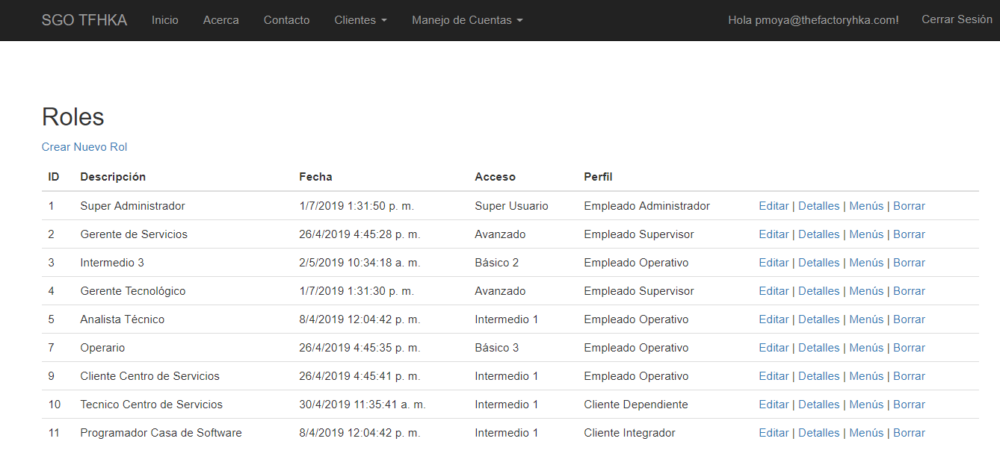 SGO TFHKA Inicio Acerca Contacto Clientes Manejo de Cuentas Hola pmoya@thefactoryhka.com! Cerrar Sesión
Roles
Crear Nuevo Rol
ID Descripción Fecha Acceso Perfil
1 Super Administrador 1/7/2019 1:31:50 p. m. Super Usuario Empleado Administrador Editar | Detalles | Menús | Borrar
2 Gerente de Servicios 26/4/2019 4:45:28 p. m. Avanzado Empleado Supervisor Editar | Detalles | Menús | Borrar
3 Intermedio 3 2/5/2019 10:34:18 a. m. Básico 2 Empleado Operativo Editar | Detalles | Menús | Borrar
4 Gerente Tecnológico 1/7/2019 1:31:30 p. m. Avanzado Empleado Supervisor Editar | Detalles | Menús | Borrar
5 Analista Técnico 8/4/2019 12:04:42 p. m. Intermedio 1 Empleado Operativo Editar | Detalles | Menús | Borrar
7 Operario 26/4/2019 4:45:35 p. m. Básico 3 Empleado Operativo Editar | Detalles | Menús | Borrar
9 Cliente Centro de Servicios 26/4/2019 4:45:41 p. m. Intermedio 1 Empleado Operativo Editar | Detalles | Menús | Borrar
10 Tecnico Centro de Servicios 30/4/2019 11:35:41 a. m. Intermedio 1 Cliente Dependiente Editar | Detalles | Menús | Borrar
11 Programador Casa de Software 8/4/2019 12:04:42 p. m. Intermedio 1 Cliente Integrador Editar | Detalles | Menús | Borrar